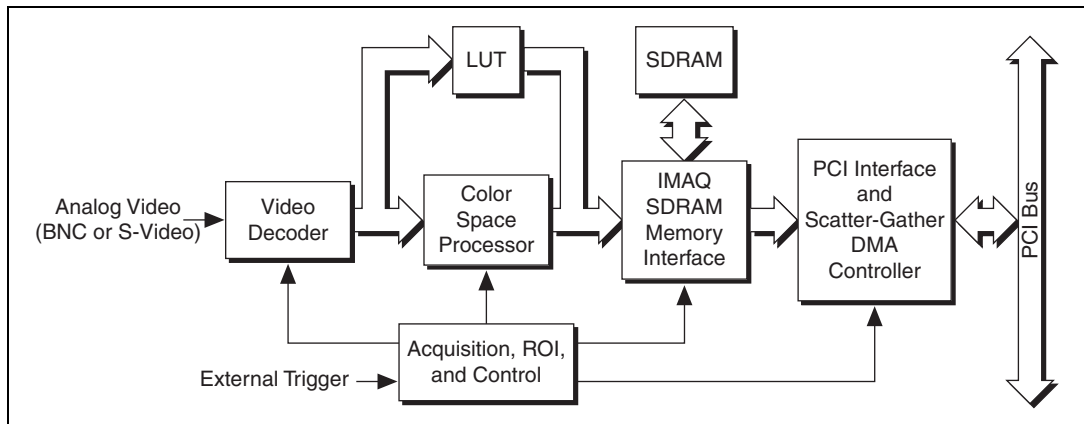 LUT
SDRAM
Analog Video
(BNC or S-Video)
Video
Decoder
Color
Space
Processor
IMAQ
SDRAM
Memory
Interface
PCI Interface
and
Scatter-Gather
DMA
Controller
PCI Bus
External Trigger
Acquisition, ROI,
and Control